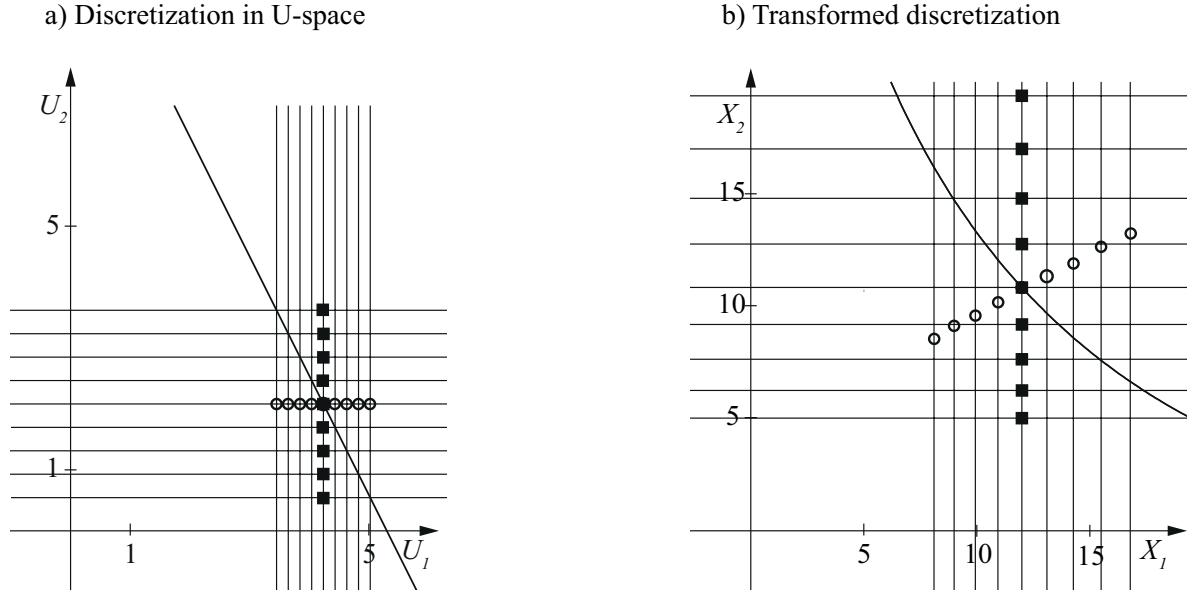 a) Discretization in U-space
b) Transformed discretization
U2
5
1
1
5
U1
X2
15
10
5
5
10
15
X1